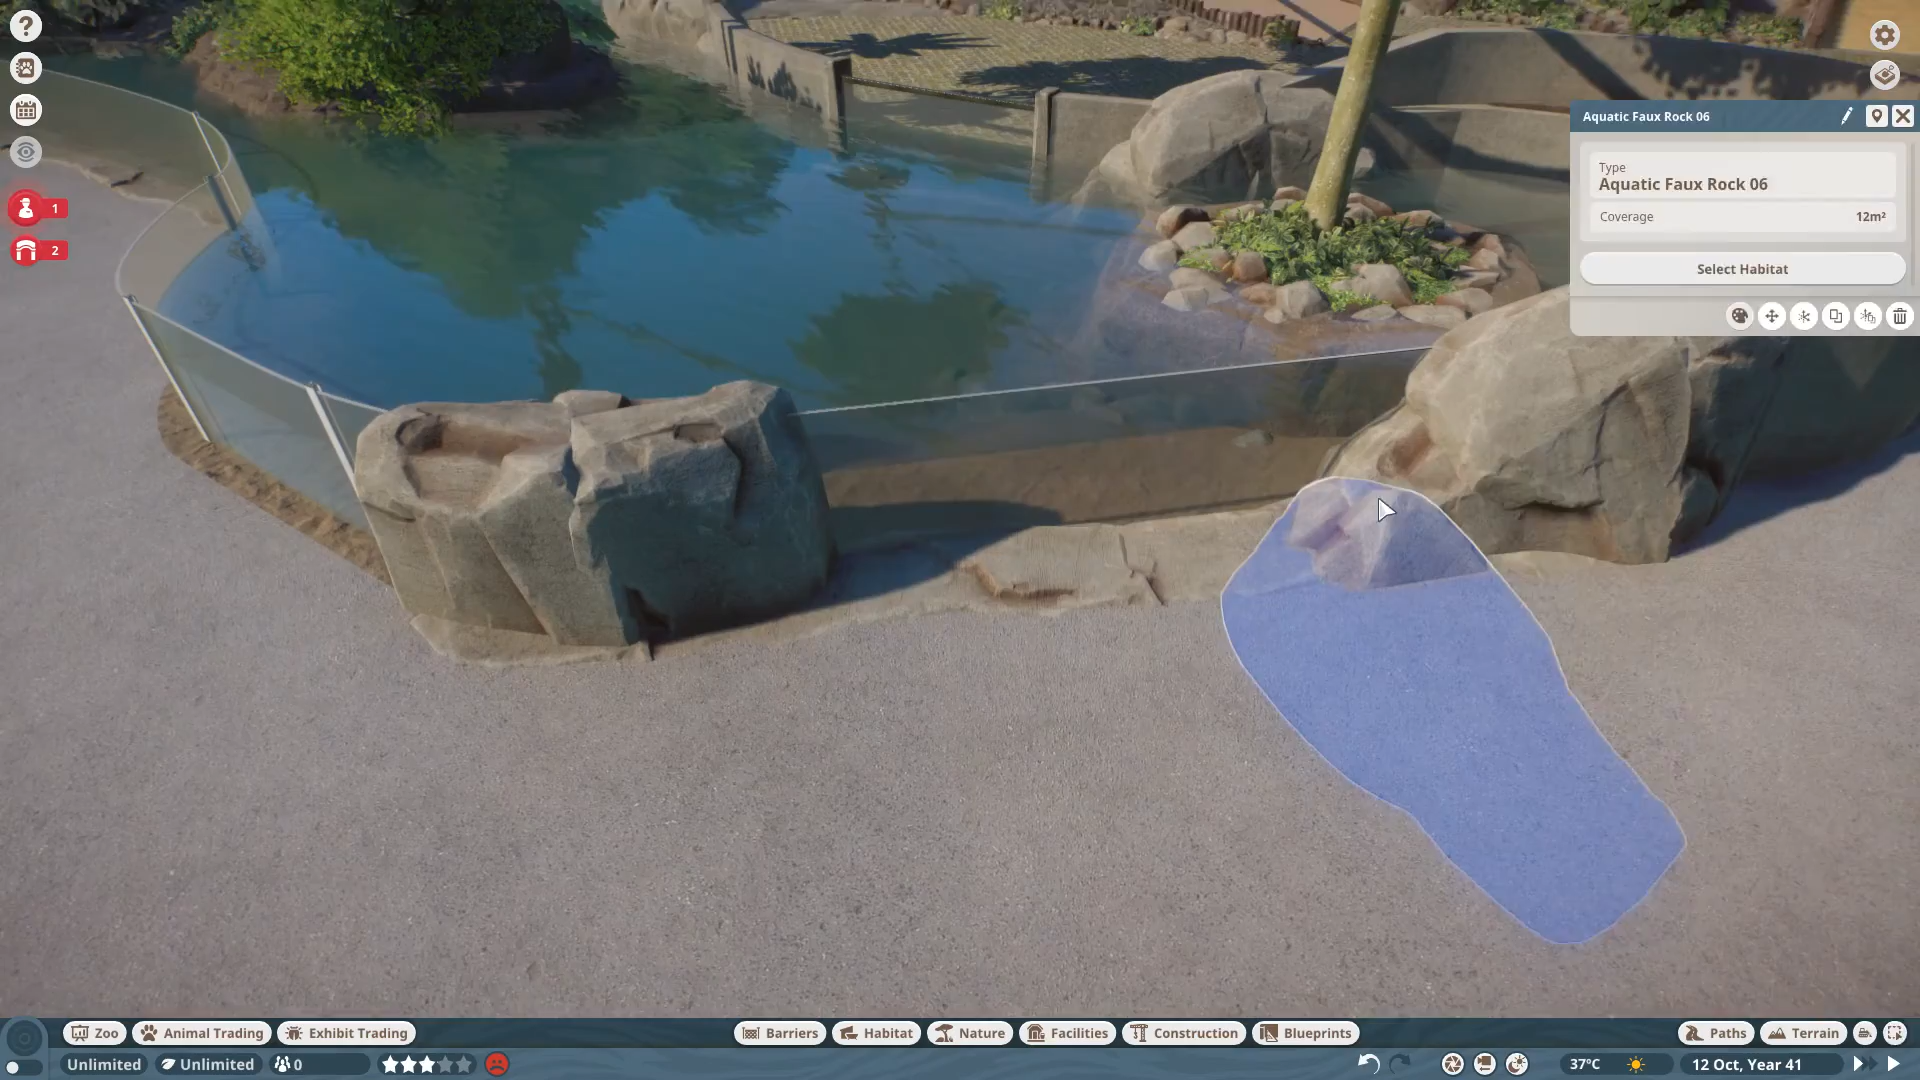 ?
1
2
Aquatic Faux Rock 06
Type
Aquatic Faux Rock 06
Coverage 12m²
Select Habitat
Zoo Animal Trading Exhibit Trading Barriers Habitat Nature Facilities Construction Blueprints Paths Terrain
Unlimited Unlimited 0 37°C 12 Oct, Year 41